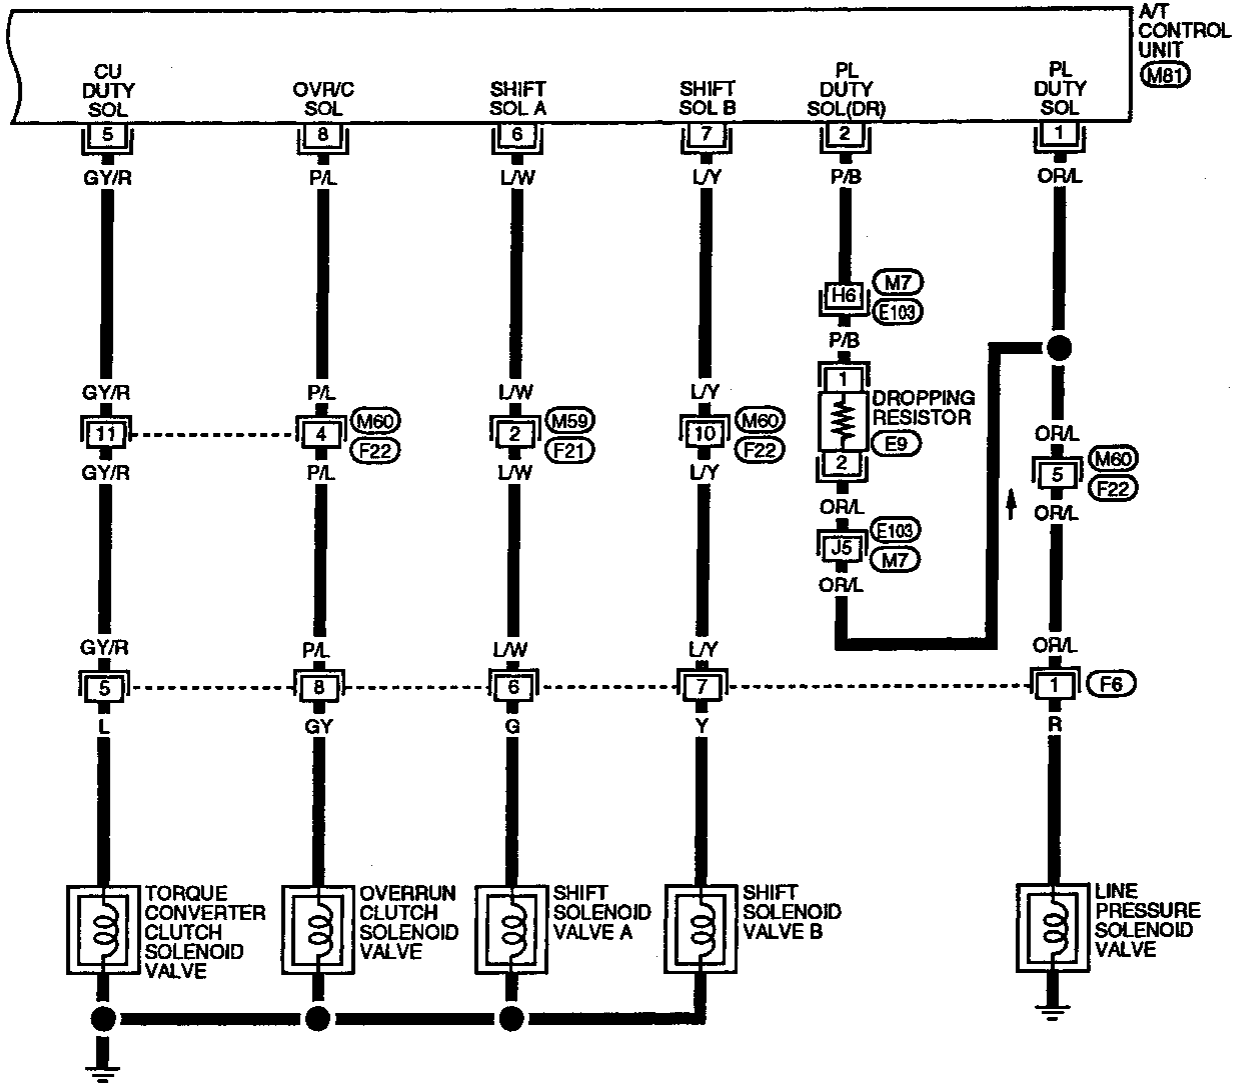 A/T
CONTROL
UNIT
M81
CU
DUTY
SOL
OVR/C
SOL
SHIFT
SOL A
SHIFT
SOL B
PL
DUTY
SOL(DR)
PL
DUTY
SOL
5
8
6
7
2
1
GY/R
P/L
L/W
L/Y
P/B
OR/L
H6
M7
E103
P/B
1
DROPPING
RESISTOR
E9
2
OR/L
J5
E103
M7
OR/L
GY/R
P/L
L/W
L/Y
OR/L
11
4
M60
F22
2
M59
F21
10
M60
F22
5
M60
F22
GY/R
P/L
L/W
L/Y
OR/L
GY/R
P/L
L/W
L/Y
OR/L
5
8
6
7
1
F6
L
GY
G
Y
R
TORQUE
CONVERTER
CLUTCH
SOLENOID
VALVE
OVERRUN
CLUTCH
SOLENOID
VALVE
SHIFT
SOLENOID
VALVE A
SHIFT
SOLENOID
VALVE B
LINE
PRESSURE
SOLENOID
VALVE